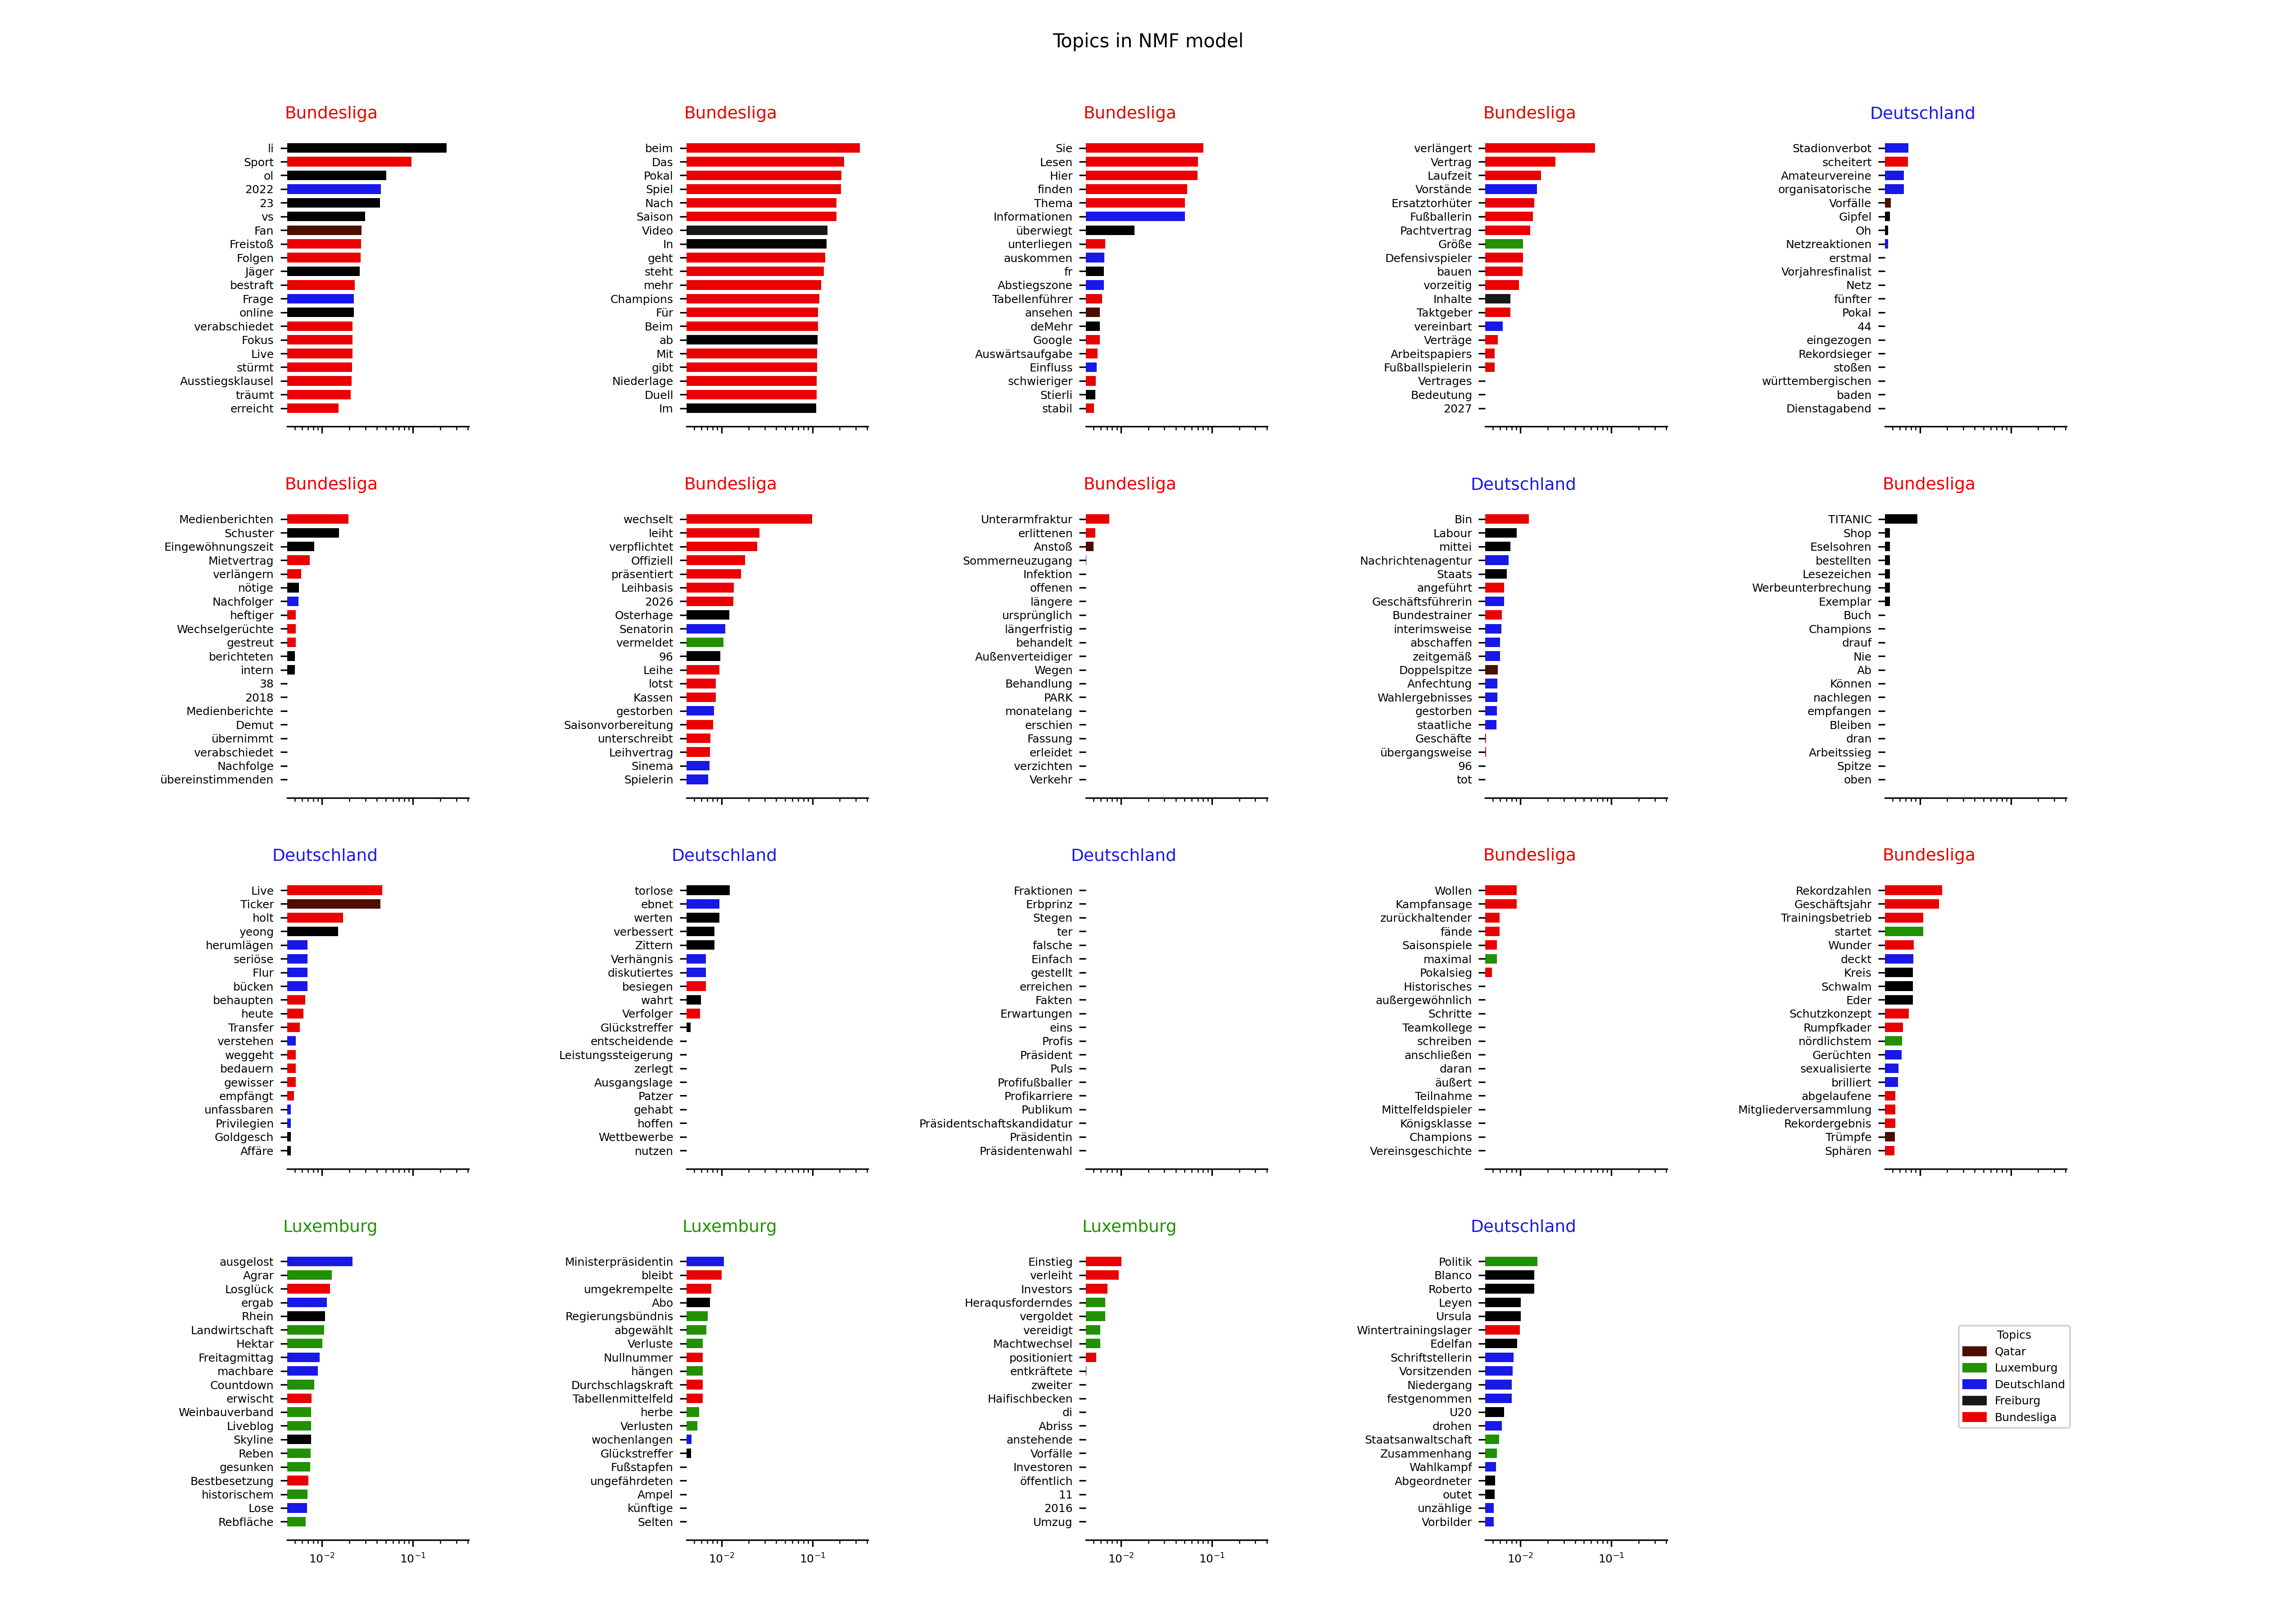 Topics in NMF model
Bundesliga
li
Sport
ol
2022
23
vs
Fan
Freistoß
Folgen
Jäger
bestraft
Frage
online
verabschiedet
Fokus
Live
stürmt
Ausstiegsklausel
träumt
erreicht
Bundesliga
beim
Das
Pokal
Spiel
Nach
Saison
Video
In
geht
steht
mehr
Champions
Für
Beim
ab
Mit
gibt
Niederlage
Duell
Im
Bundesliga
Sie
Lesen
Hier
finden
Thema
Informationen
überwiegt
unterliegen
auskommen
fr
Abstiegszone
Tabellenführer
ansehen
deMehr
Google
Auswärtsaufgabe
Einfluss
schwieriger
Stierli
stabil
Bundesliga
verlängert
Vertrag
Laufzeit
Vorstände
Ersatztorhüter
Fußballerin
Pachtvertrag
Größe
Defensivspieler
bauen
vorzeitig
Inhalte
Taktgeber
vereinbart
Verträge
Arbeitspapiers
Fußballspielerin
Vertrages
Bedeutung
2027
Deutschland
Stadionverbot
scheitert
Amateurvereine
organisatorische
Vorfälle
Gipfel
Oh
Netzreaktionen
erstmal
Vorjahresfinalist
Netz
fünfter
Pokal
44
eingezogen
Rekordsieger
stoßen
württembergischen
baden
Dienstagabend
Bundesliga
Medienberichten
Schuster
Eingewöhnungszeit
Mietvertrag
verlängern
nötige
Nachfolger
heftiger
Wechselgerüchte
gestreut
berichteten
intern
38
2018
Medienberichte
Demut
übernimmt
verabschiedet
Nachfolge
übereinstimmenden
Bundesliga
wechselt
leiht
verpflichtet
Offiziell
präsentiert
Leihbasis
2026
Osterhage
Senatorin
vermeldet
96
Leihe
lotst
Kassen
gestorben
Saisonvorbereitung
unterschreibt
Leihvertrag
Sinema
Spielerin
Bundesliga
Unterarmfraktur
erlittenen
Anstoß
Sommerneuzugang
Infektion
offenen
längere
ursprünglich
längerfristig
behandelt
Außenverteidiger
Wegen
Behandlung
PARK
monatelang
erschien
Fassung
erleidet
verzichten
Verkehr
Deutschland
Bin
Labour
mittei
Nachrichtenagentur
Staats
angeführt
Geschäftsführerin
Bundestrainer
interimsweise
abschaffen
zeitgemäß
Doppelspitze
Anfechtung
Wahlergebnisses
gestorben
staatliche
Geschäfte
übergangsweise
96
tot
Bundesliga
TITANIC
Shop
Eselsohren
bestellten
Lesezeichen
Werbeunterbrechung
Exemplar
Buch
Champions
drauf
Nie
Ab
Können
nachlegen
empfangen
Bleiben
dran
Arbeitssieg
Spitze
oben
Deutschland
Live
Ticker
holt
yeong
herumlägen
seriöse
Flur
bücken
behaupten
heute
Transfer
verstehen
weggeht
bedauern
gewisser
empfängt
unfassbaren
Privilegien
Goldgesch
Affäre
Deutschland
torlose
ebnet
werten
verbessert
Zittern
Verhängnis
diskutiertes
besiegen
wahrt
Verfolger
Glückstreffer
entscheidende
Leistungssteigerung
zerlegt
Ausgangslage
Patzer
gehabt
hoffen
Wettbewerbe
nutzen
Deutschland
Fraktionen
Erbprinz
Stegen
ter
falsche
Einfach
gestellt
erreichen
Fakten
Erwartungen
eins
Profis
Präsident
Puls
Profifußballer
Profikarriere
Publikum
Präsidentschaftskandidatur
Präsidentin
Präsidentenwahl
Bundesliga
Wollen
Kampfansage
zurückhaltender
fände
Saisonspiele
maximal
Pokalsieg
Historisches
außergewöhnlich
Schritte
Teamkollege
schreiben
anschließen
daran
äußert
Teilnahme
Mittelfeldspieler
Königsklasse
Champions
Vereinsgeschichte
Bundesliga
Rekordzahlen
Geschäftsjahr
Trainingsbetrieb
startet
Wunder
deckt
Kreis
Schwalm
Eder
Schutzkonzept
Rumpfkader
nördlichstem
Gerüchten
sexualisierte
brilliert
abgelaufene
Mitgliederversammlung
Rekordergebnis
Trümpfe
Sphären
Luxemburg
ausgelost
Agrar
Losglück
ergab
Rhein
Landwirtschaft
Hektar
Freitagmittag
machbare
Countdown
erwischt
Weinbauverband
Liveblog
Skyline
Reben
gesunken
Bestbesetzung
historischem
Lose
Rebfläche
10⁻² 10⁻¹
Luxemburg
Ministerpräsidentin
bleibt
umgekrempelte
Abo
Regierungsbündnis
abgewählt
Verluste
Nullnummer
hängen
Durchschlagskraft
Tabellenmittelfeld
herbe
Verlusten
wochenlangen
Glückstreffer
Fußstapfen
ungefährdeten
Ampel
künftige
Selten
10⁻² 10⁻¹
Luxemburg
Einstieg
verleiht
Investors
Heraqusforderndes
vergoldet
vereidigt
Machtwechsel
positioniert
entkräftete
zweiter
Haifischbecken
di
Abriss
anstehende
Vorfälle
Investoren
öffentlich
11
2016
Umzug
10⁻² 10⁻¹
Deutschland
Politik
Blanco
Roberto
Leyen
Ursula
Wintertrainingslager
Edelfan
Schriftstellerin
Vorsitzenden
Niedergang
festgenommen
U20
drohen
Staatsanwaltschaft
Zusammenhang
Wahlkampf
Abgeordneter
outet
unzählige
Vorbilder
10⁻² 10⁻¹
Topics
Qatar
Luxemburg
Deutschland
Freiburg
Bundesliga